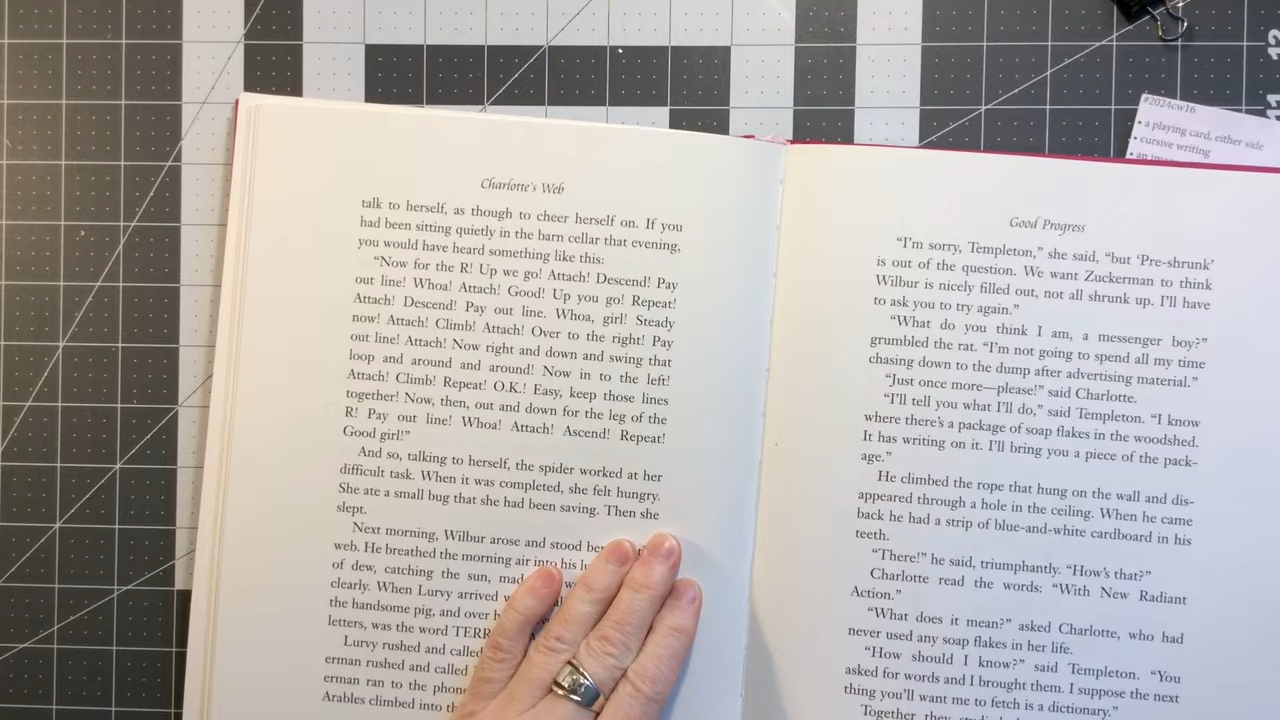 Charlotte's Web
talk to herself, as though to cheer herself on. If you
had been sitting quietly in the barn cellar that evening,
you would have heard something like this:
"Now for the R! Up we go! Attach! Descend! Pay
out line! Whoa! Attach! Good! Up you go! Repeat!
Attach! Descend! Pay out line. Whoa, girl! Steady
now! Attach! Climb! Attach! Over to the right! Pay
out line! Attach! Now right and down and swing that
loop and around and around! Now in to the left!
Attach! Climb! Repeat! O.K.! Easy, keep those lines
together! Now, then, out and down for the leg of the
R! Pay out line! Whoa! Attach! Ascend! Repeat!
Good girl!"
And so, talking to herself, the spider worked at her
difficult task. When it was completed, she felt hungry.
She ate a small bug that she had been saving. Then she
slept.
Next morning, Wilbur arose and stood
web. He breathed the morning air into his
of dew, catching the sun,
clearly. When Lurvy arrived
the handsome pig, and over
letters, was the word
Lurvy rushed and called
erman rushed and called
erman ran to the
Arables climbed into
Good Progress
"I'm sorry, Templeton," she said, "but 'Pre-shrunk'
is out of the question. We want Zuckerman to think
Wilbur is nicely filled out, not all shrunk up. I'll have
to ask you to try again."
"What do you think I am, a messenger boy?"
grumbled the rat. "I'm not going to spend all my time
chasing down to the dump after advertising material."
"Just once more—please!" said Charlotte.
"I'll tell you what I'll do," said Templeton. "I know
where there's a package of soap flakes in the woodshed.
It has writing on it. I'll bring you a piece of the pack-
age."
He climbed the rope that hung on the wall and dis-
appeared through a hole in the ceiling. When he came
back he had a strip of blue-and-white cardboard in his
teeth.
"There!" he said, triumphantly. "How's that?"
Charlotte read the words: "With New Radiant
Action."
"What does it mean?" asked Charlotte, who had
never used any soap flakes in her life.
"How should I know?" said Templeton. "You
asked for words and I brought them. I suppose the next
thing you'll want me to fetch is a dictionary."
Together they
#2024cw16
• a playing card, either side
• cursive writing
• an
12
11